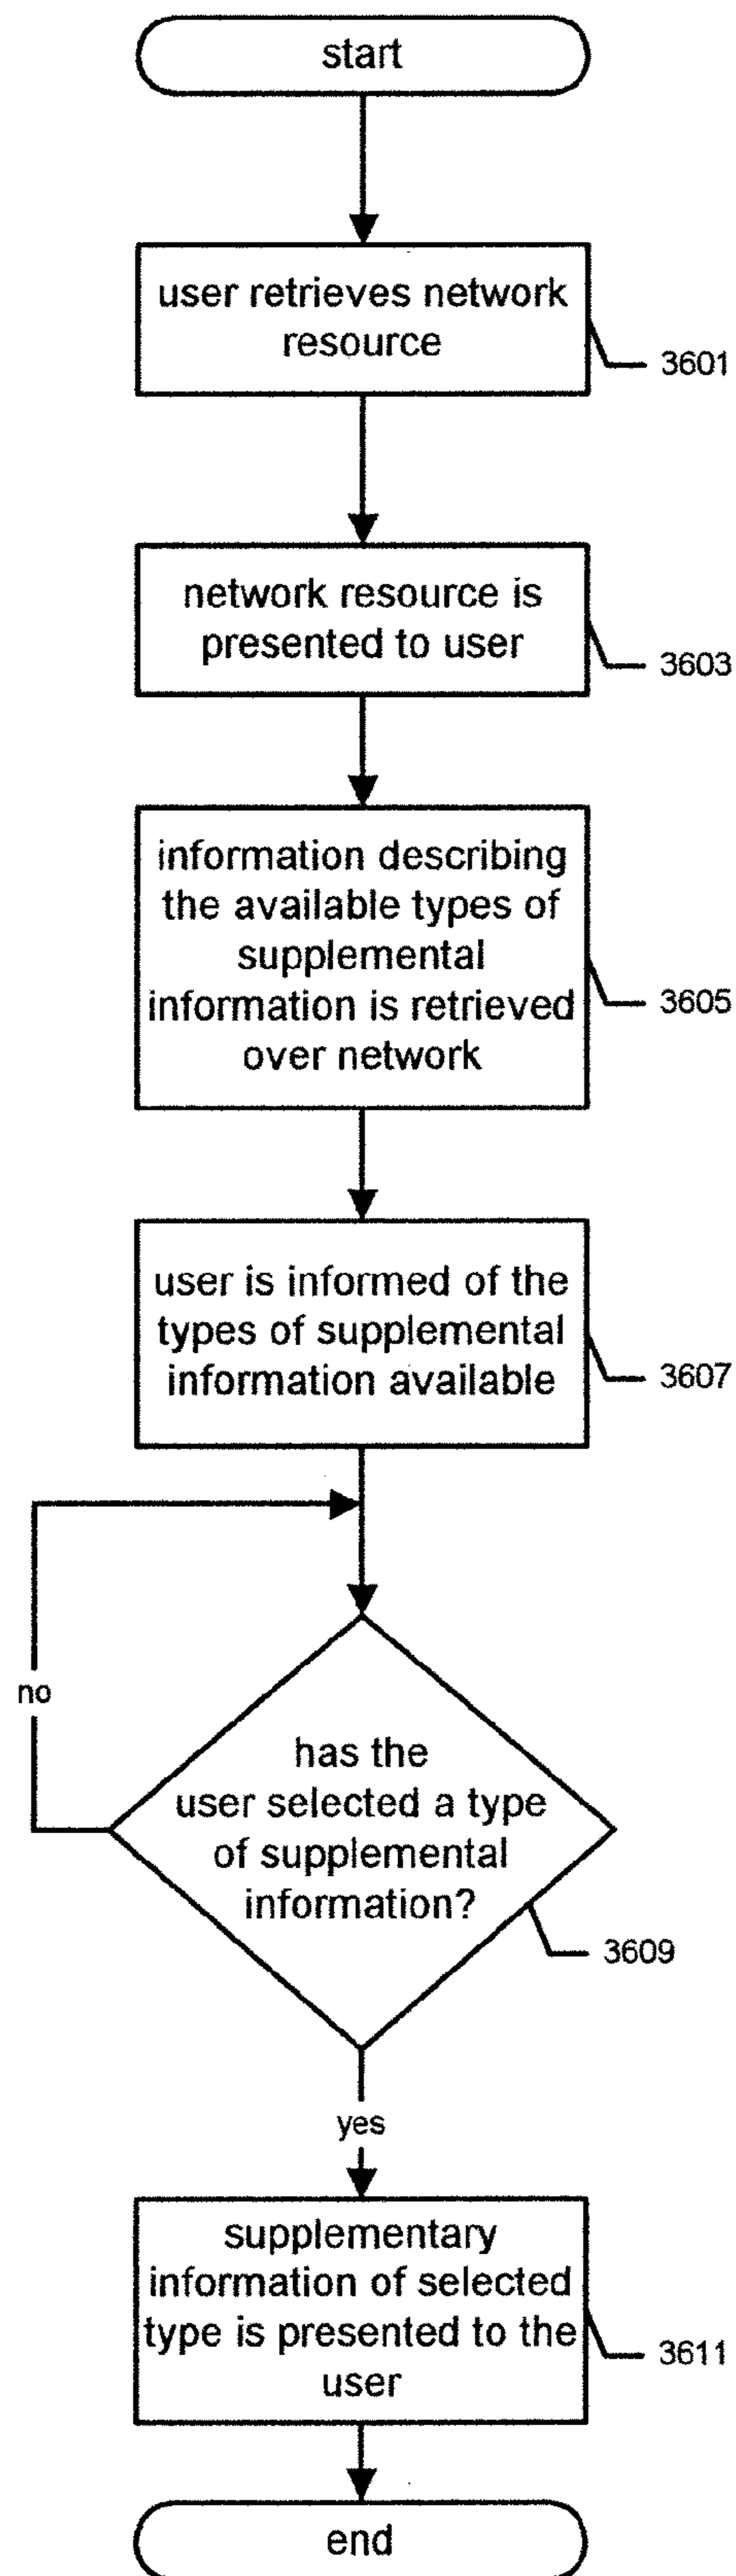 start
user retrieves network
resource
3601
network resource is
presented to user
3603
information describing
the available types of
supplemental
information is retrieved
over network
3605
user is informed of the
types of supplemental
information available
3607
no
has the
user selected a type
of supplemental
information?
3609
yes
supplementary
information of selected
type is presented to the
user
3611
end